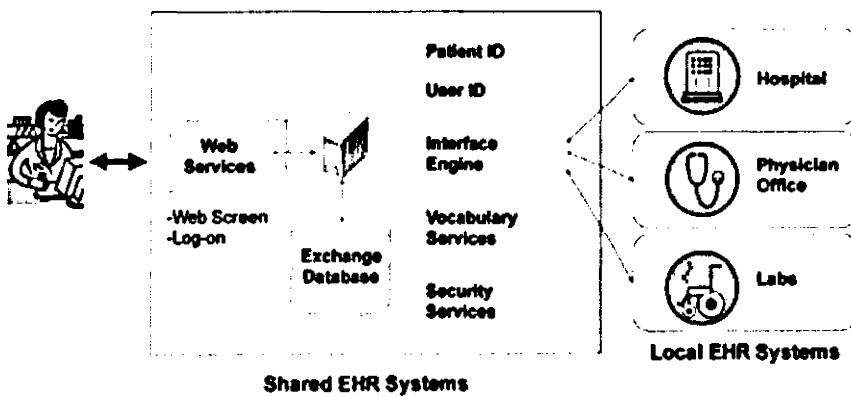 Patient ID
User ID
Web
Services
Interface
Engine
-Web Screen
-Log-on
Vocabulary
Services
Exchange
Database
Security
Services
Shared EHR Systems
Hospital
Physician
Office
Labs
Local EHR Systems